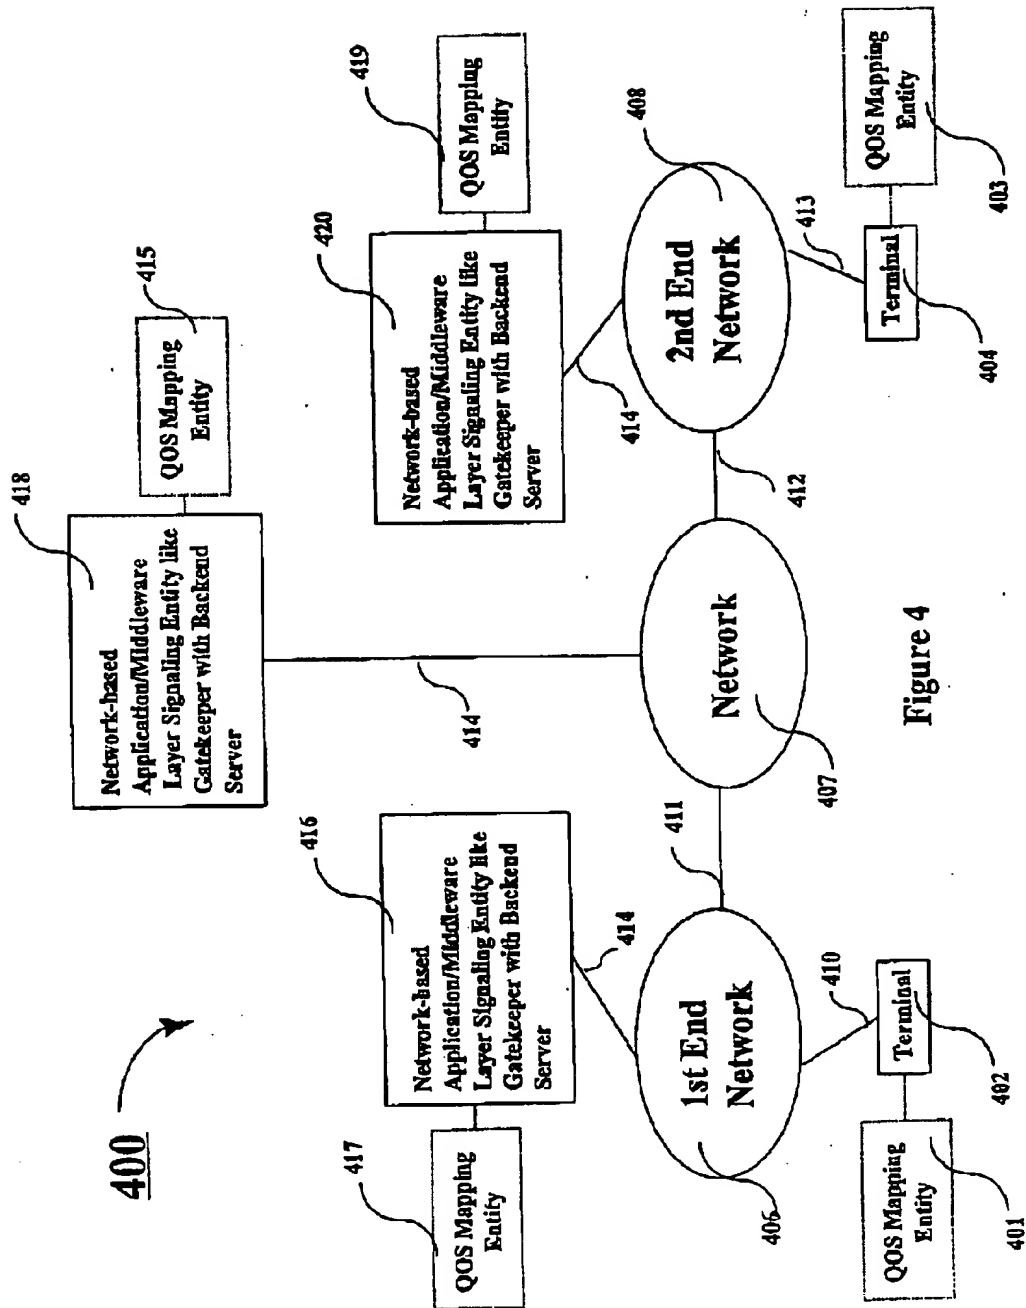 400
418
Network-based
Application/Middleware
Layer Signaling Entity like
Gatekeeper with Backend
Server
415
QOS Mapping
Entity
414
417
QOS Mapping
Entity
416
Network-based
Application/Middleware
Layer Signaling Entity like
Gatekeeper with Backend
Server
414
420
Network-based
Application/Middleware
Layer Signaling Entity like
Gatekeeper with Backend
Server
419
QOS Mapping
Entity
414
1st End
Network
406
411
Network
407
412
2nd End
Network
408
410
Terminal
402
QOS Mapping
Entity
401
413
Terminal
404
QOS Mapping
Entity
403
Figure 4